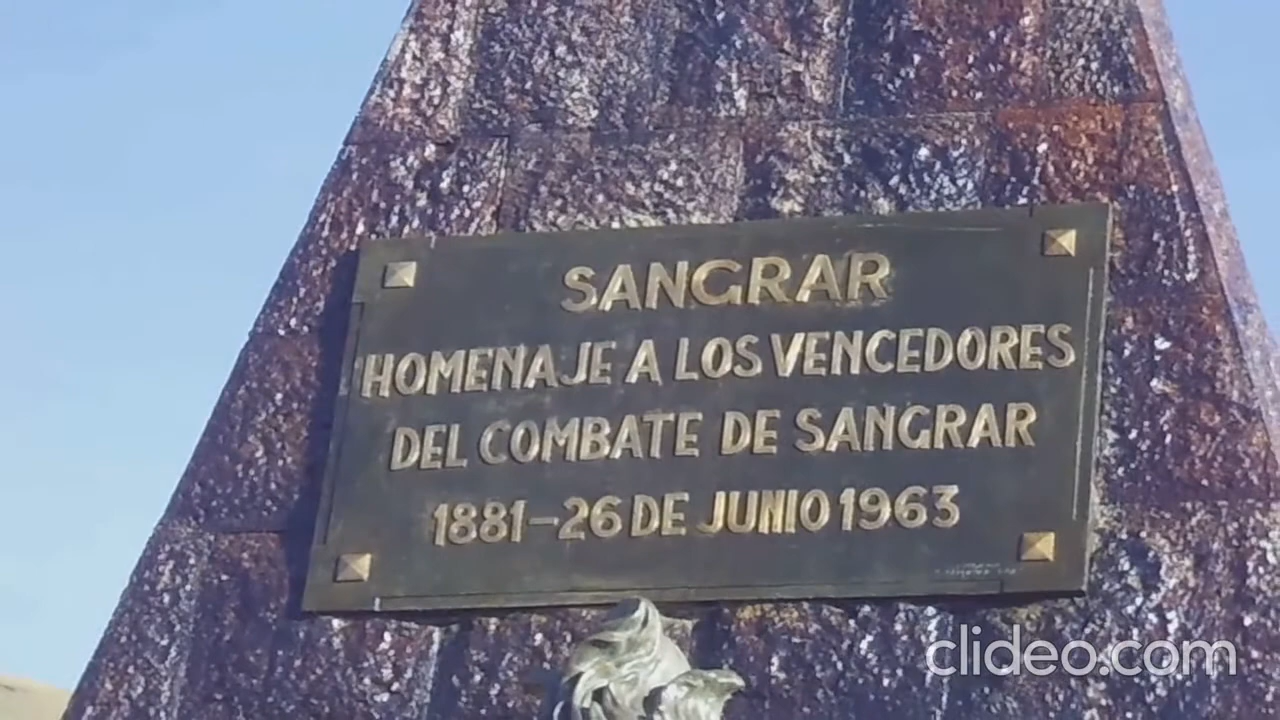 SANGRAR
HOMENAJE A LOS VENCEDORES
DEL COMBATE DE SANGRAR
1881-26 DE JUNIO 1963
clideo.com